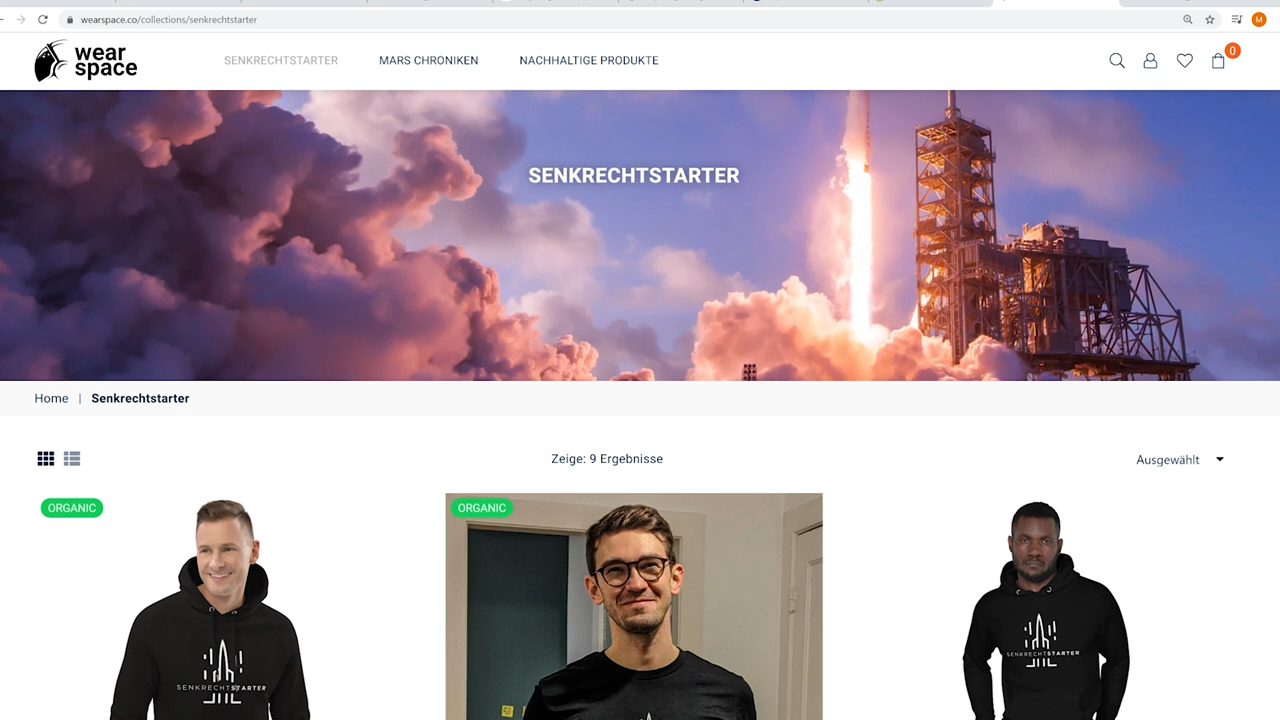 wearspace.co/collections/senkrechtstarter
M
wear
space
SENKRECHTSTARTER
MARS CHRONIKEN
NACHHALTIGE PRODUKTE
0
SENKRECHTSTARTER
Home | Senkrechtstarter
Zeige: 9 Ergebnisse
Ausgewählt
ORGANIC
ORGANIC
SENKRECHTSTARTER
SENKRECHTSTARTER